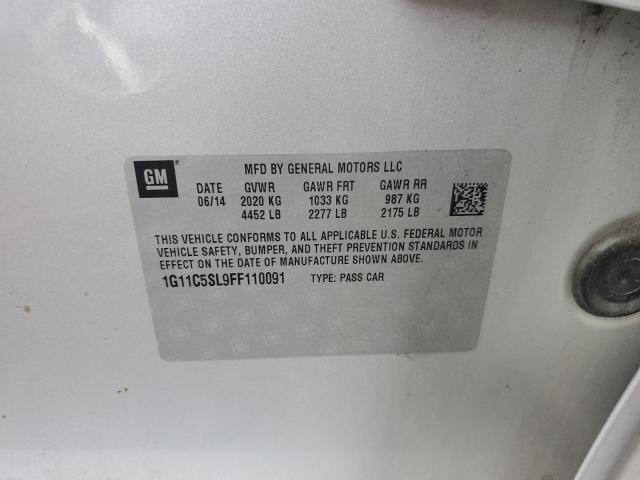 GM
MFD BY GENERAL MOTORS LLC
DATE GVWR GAWR FRT GAWR RR
06/14 2020 KG 1033 KG 987 KG
4452 LB 2277 LB 2175 LB
THIS VEHICLE CONFORMS TO ALL APPLICABLE U.S. FEDERAL MOTOR
VEHICLE SAFETY, BUMPER, AND THEFT PREVENTION STANDARDS IN
EFFECT ON THE DATE OF MANUFACTURE SHOWN ABOVE.
1G11C5SL9FF110091 TYPE: PASS CAR